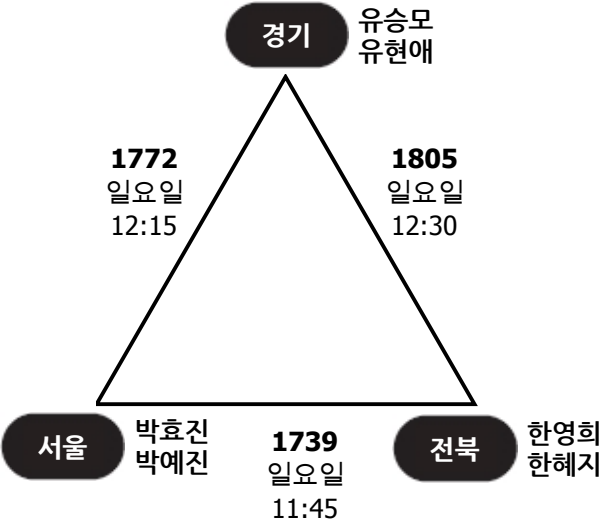 경기
유승모
유현애
1772
일요일
12:15
1805
일요일
12:30
서울
박효진
박예진
1739
일요일
11:45
전북
한영희
한혜지